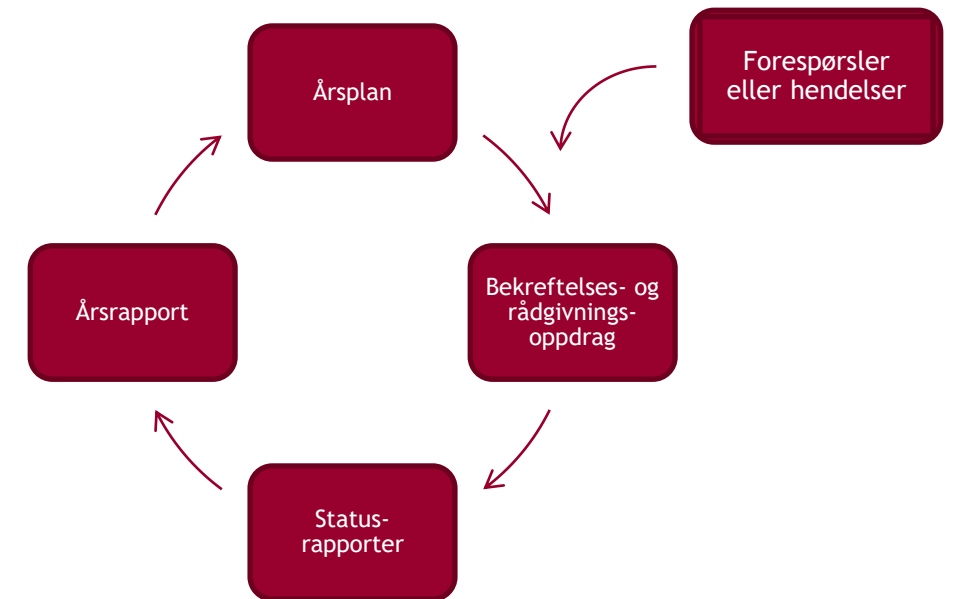 Årsplan
Forespørsler
eller hendelser
Årsrapport
Bekreftelses- og
rådgivnings-
oppdrag
Status-
rapporter